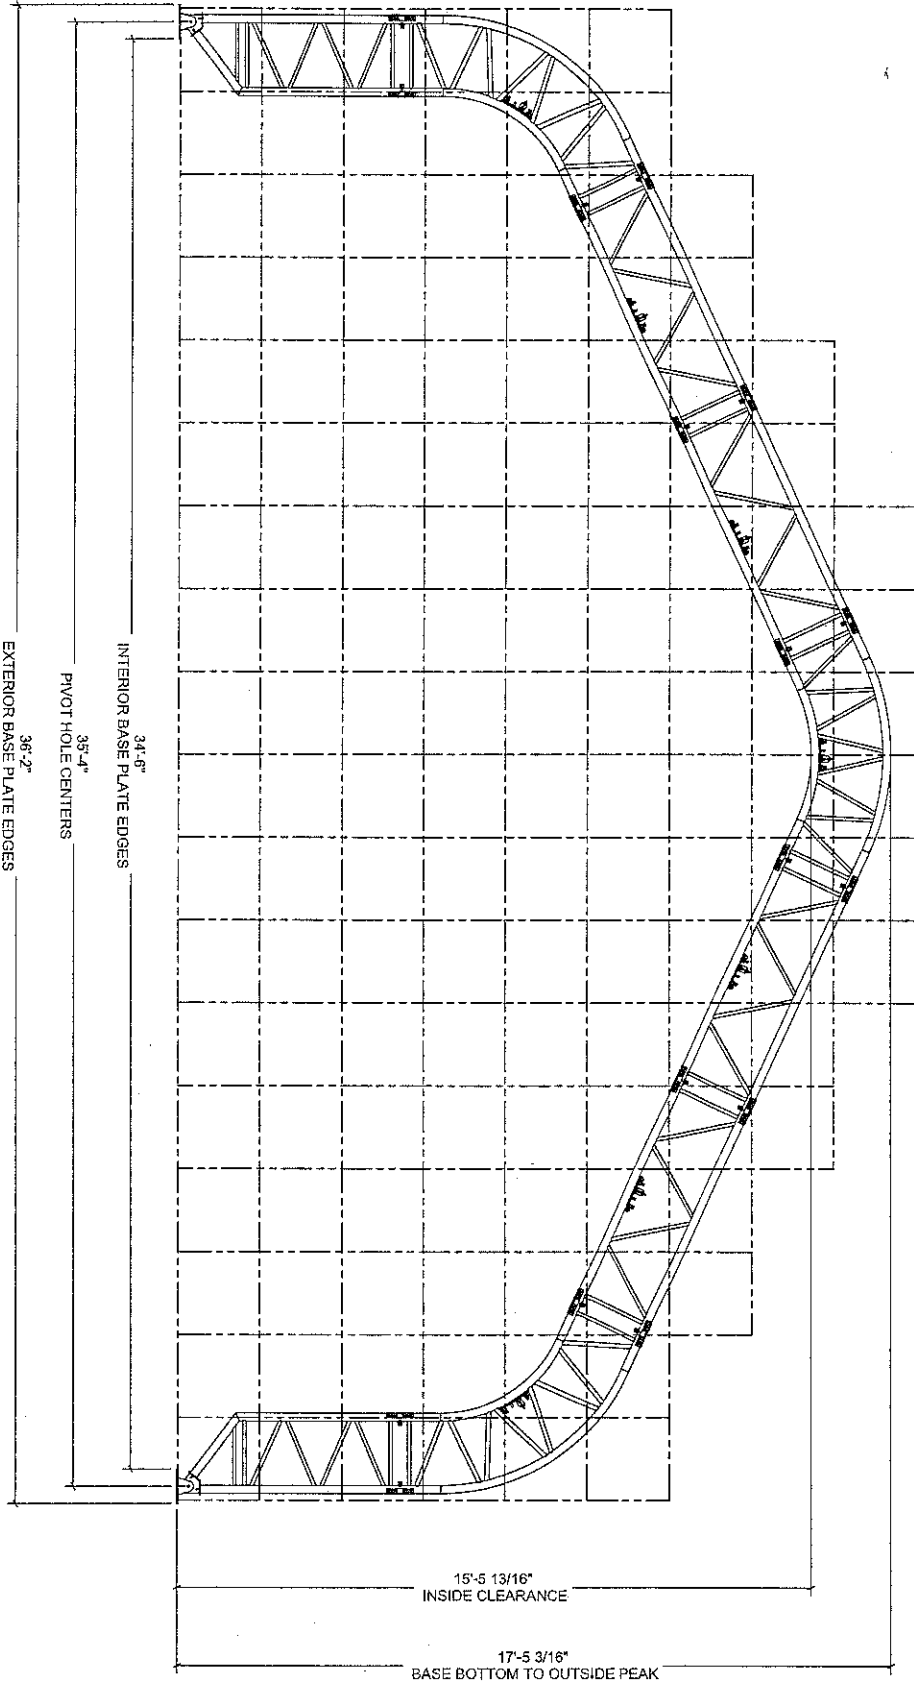 34'-6"
INTERIOR BASE PLATE EDGES
35'-4"
PIVOT HOLE CENTERS
36'-2"
EXTERIOR BASE PLATE EDGES
15'-5 13/16"
INSIDE CLEARANCE
17'-5 3/16"
BASE BOTTOM TO OUTSIDE PEAK